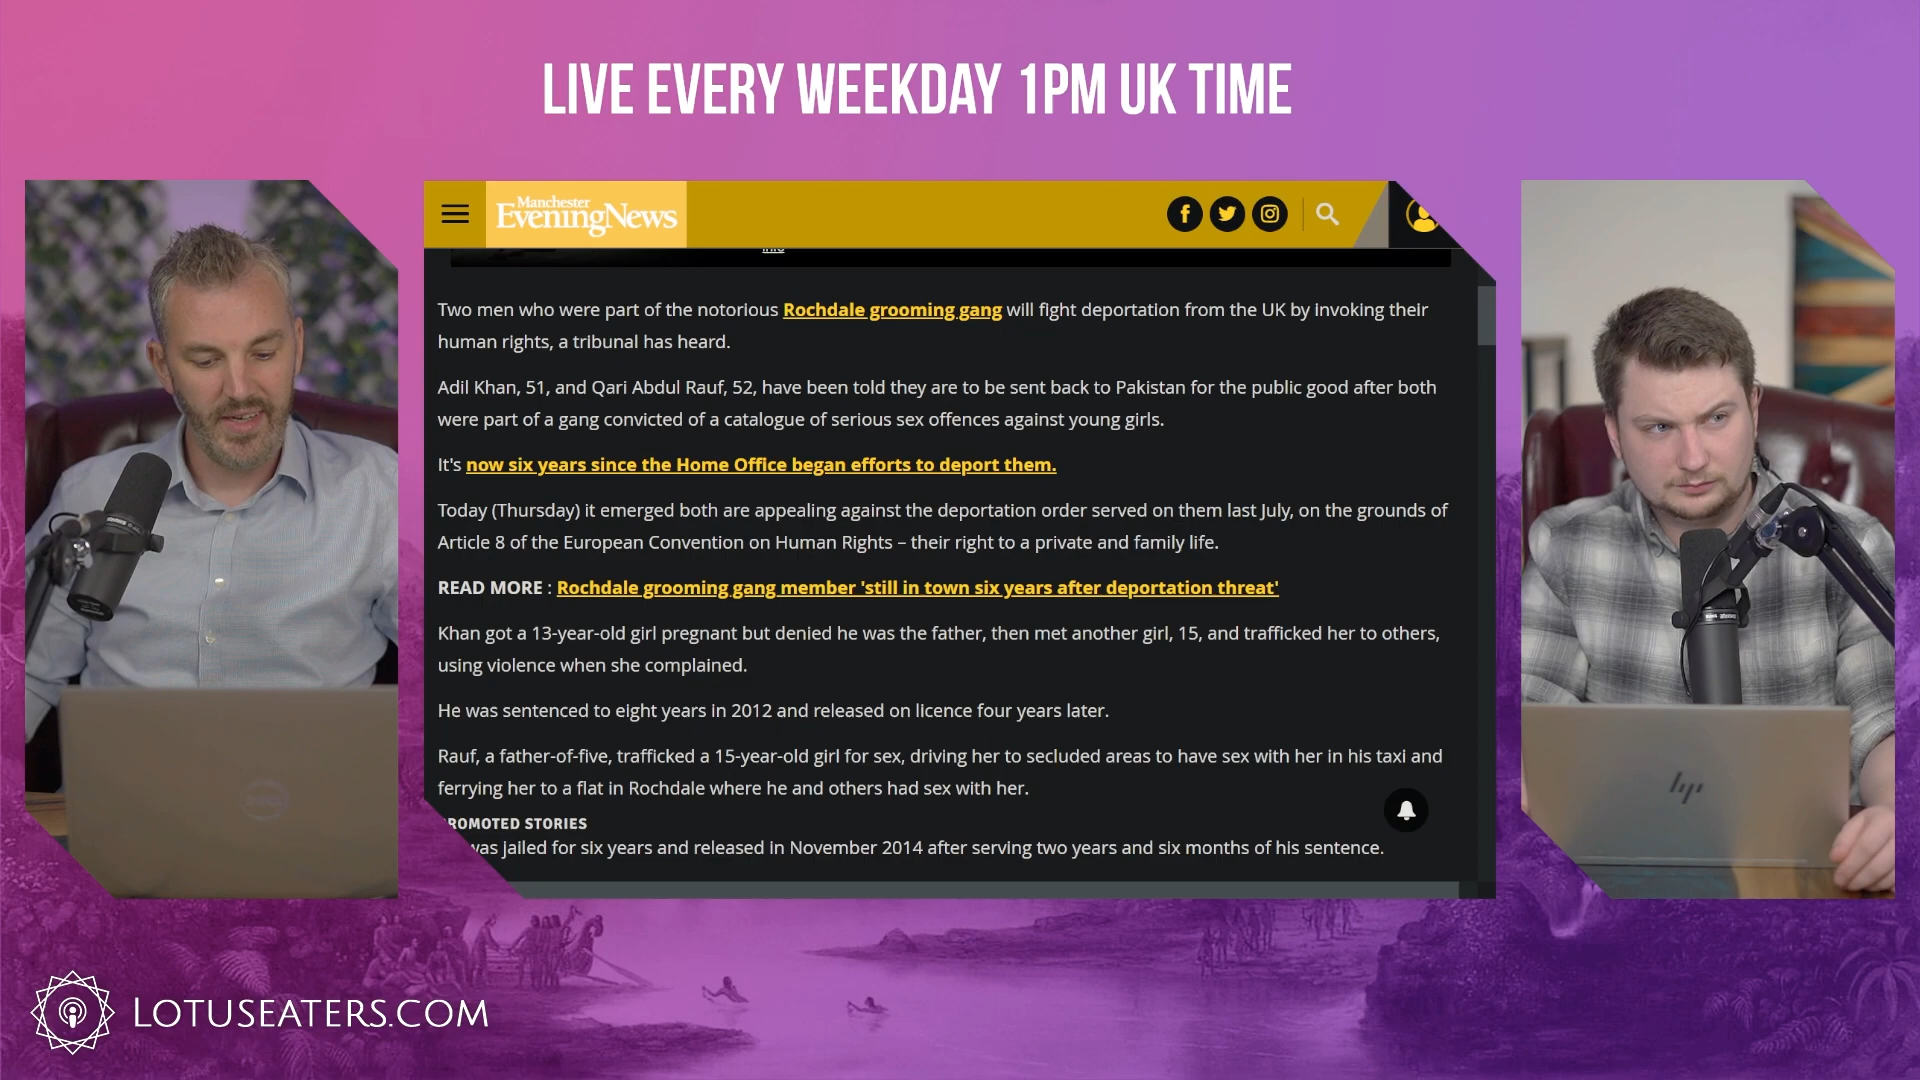 LIVE EVERY WEEKDAY 1PM UK TIME
Manchester
Evening News
Two men who were part of the notorious Rochdale grooming gang will fight deportation from the UK by invoking their
human rights, a tribunal has heard.
Adil Khan, 51, and Qari Abdul Rauf, 52, have been told they are to be sent back to Pakistan for the public good after both
were part of a gang convicted of a catalogue of serious sex offences against young girls.
It's now six years since the Home Office began efforts to deport them.
Today (Thursday) it emerged both are appealing against the deportation order served on them last July, on the grounds of
Article 8 of the European Convention on Human Rights – their right to a private and family life.
READ MORE : Rochdale grooming gang member 'still in town six years after deportation threat'
Khan got a 13-year-old girl pregnant but denied he was the father, then met another girl, 15, and trafficked her to others,
using violence when she complained.
He was sentenced to eight years in 2012 and released on licence four years later.
Rauf, a father-of-five, trafficked a 15-year-old girl for sex, driving her to secluded areas to have sex with her in his taxi and
ferrying her to a flat in Rochdale where he and others had sex with her.
ROMOTED STORIES
was jailed for six years and released in November 2014 after serving two years and six months of his sentence.
DELL
hp
LOTUSEATERS.COM